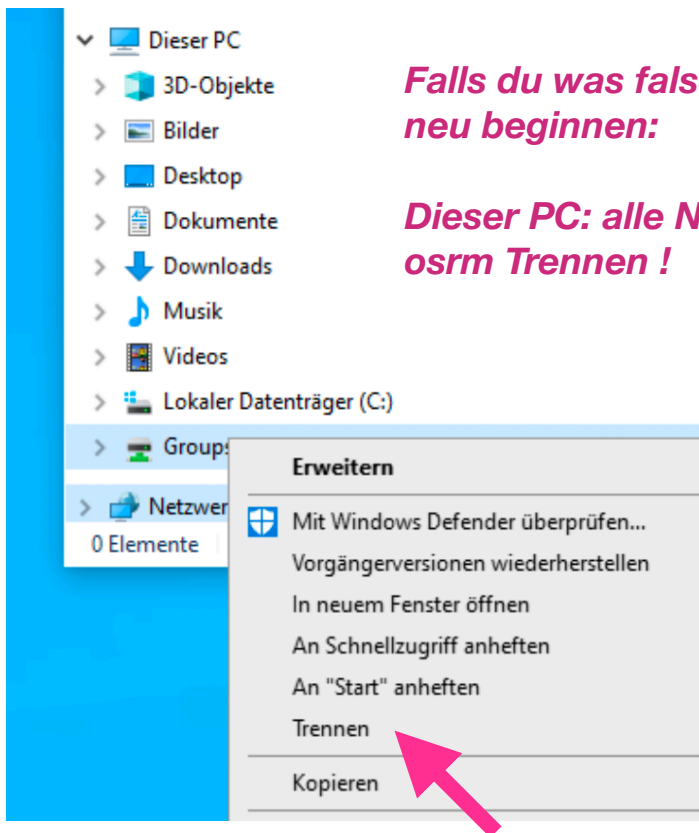 Dieser PC
3D-Objekte
Bilder
Desktop
Dokumente
Downloads
Musik
Videos
Lokaler Datenträger (C:)
Groups
Netzwer
0 Elemente
Falls du was fals
neu beginnen:
Dieser PC: alle N
osrm Trennen !
Erweitern
Mit Windows Defender überprüfen...
Vorgängerversionen wiederherstellen
In neuem Fenster öffnen
An Schnellzugriff anheften
An "Start" anheften
Trennen
Kopieren